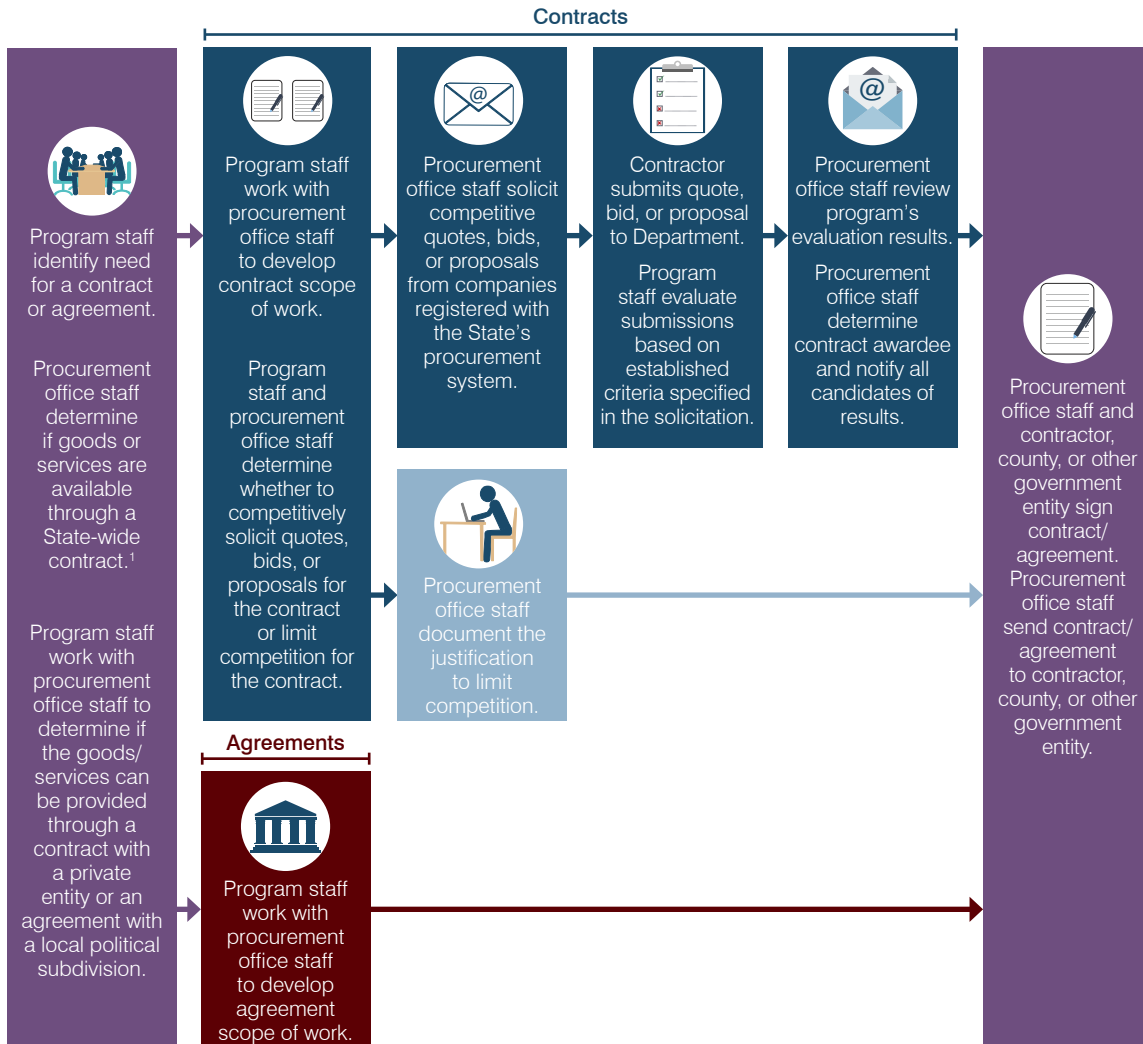 Contracts
Program staff
identify need
for a contract
or agreement.
Procurement
office staff
determine
if goods or
services are
available
through a
State-wide
contract.1
Program staff
work with
procurement
office staff to
determine if
the goods/
services can
be provided
through a
contract with
a private
entity or an
agreement with
a local political
subdivision.
Program staff
work with
procurement
office staff
to develop
contract scope
of work.
Program
staff and
procurement
office staff
determine
whether to
competitively
solicit quotes,
bids, or
proposals for
the contract
or limit
competition for
the contract.
@
Procurement
office staff solicit
competitive
quotes, bids,
or proposals
from companies
registered with
the State's
procurement
system.
Contractor
submits quote,
bid, or proposal
to Department.
Program
staff evaluate
submissions
based on
established
criteria specified
in the solicitation.
@
Procurement
office staff review
program's
evaluation results.
Procurement
office staff
determine
contract awardee
and notify all
candidates of
results.
Procurement
office staff
document the
justification
to limit
competition.
Agreements
Program staff
work with
procurement
office staff
to develop
agreement
scope of work.
Procurement
office staff and
contractor,
county, or other
government
entity sign
contract/
agreement.
Procurement
office staff
send contract/
agreement
to contractor,
county, or other
government
entity.